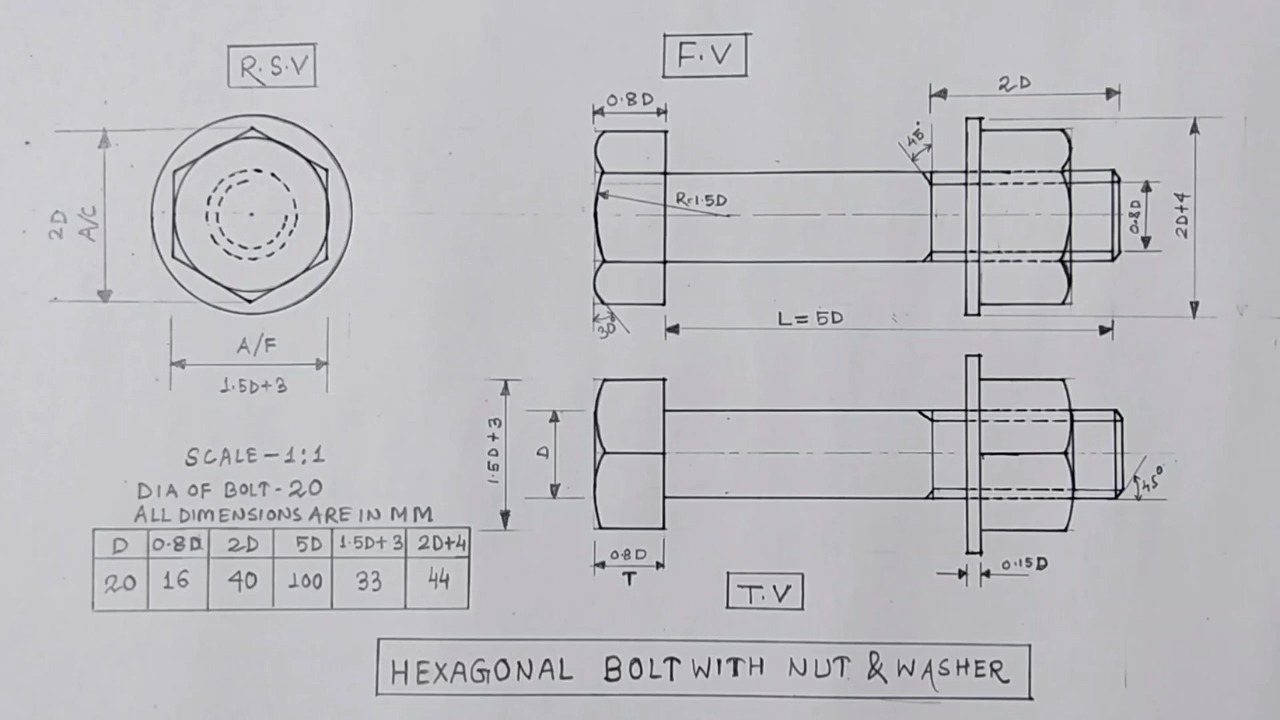 R.S.V
F.V
2D
0.8D
45°
R=1.5D
0.8D
2D+4
2D
A/C
30°
L=5D
A/F
1.5D+3
1.5D+3
D
45°
SCALE-1:1
DIA OF BOLT-20
ALL DIMENSIONS ARE IN MM
D 0.8D 2D 5D 1.5D+3 2D+4
20 16 40 100 33 44
0.8D
T
0.15D
T.V
HEXAGONAL BOLT WITH NUT & WASHER